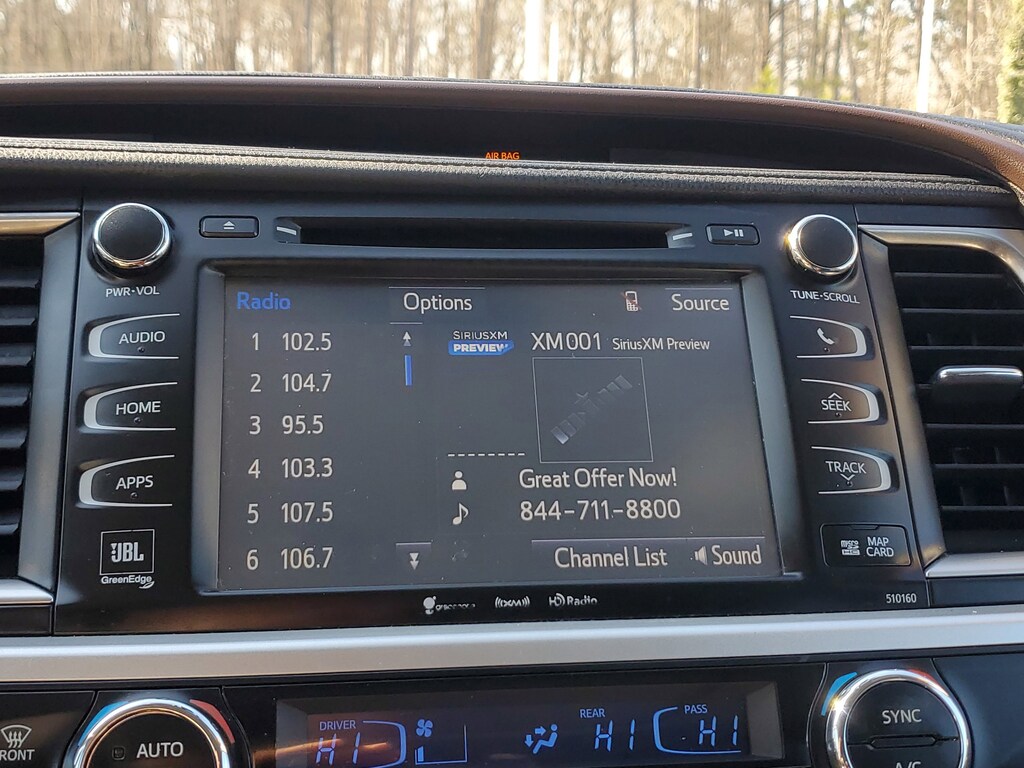 AIR BAG
PWR·VOL
TUNE·SCROLL
Radio
Options
Source
AUDIO
1 102.5
SIRIUSXM
PREVIEW
XM001 SiriusXM Preview
2 104.7
HOME
SEEK
3 95.5
APPS
4 103.3
TRACK
Great Offer Now!
5 107.5
844-711-8800
JBL
GreenEdge
6 106.7
Channel List
Sound
MAP
CARD
((XM))
HD Radio
510160
DRIVER
HI
REAR
HI
PASS
HI
FRONT
AUTO
SYNC
A/C